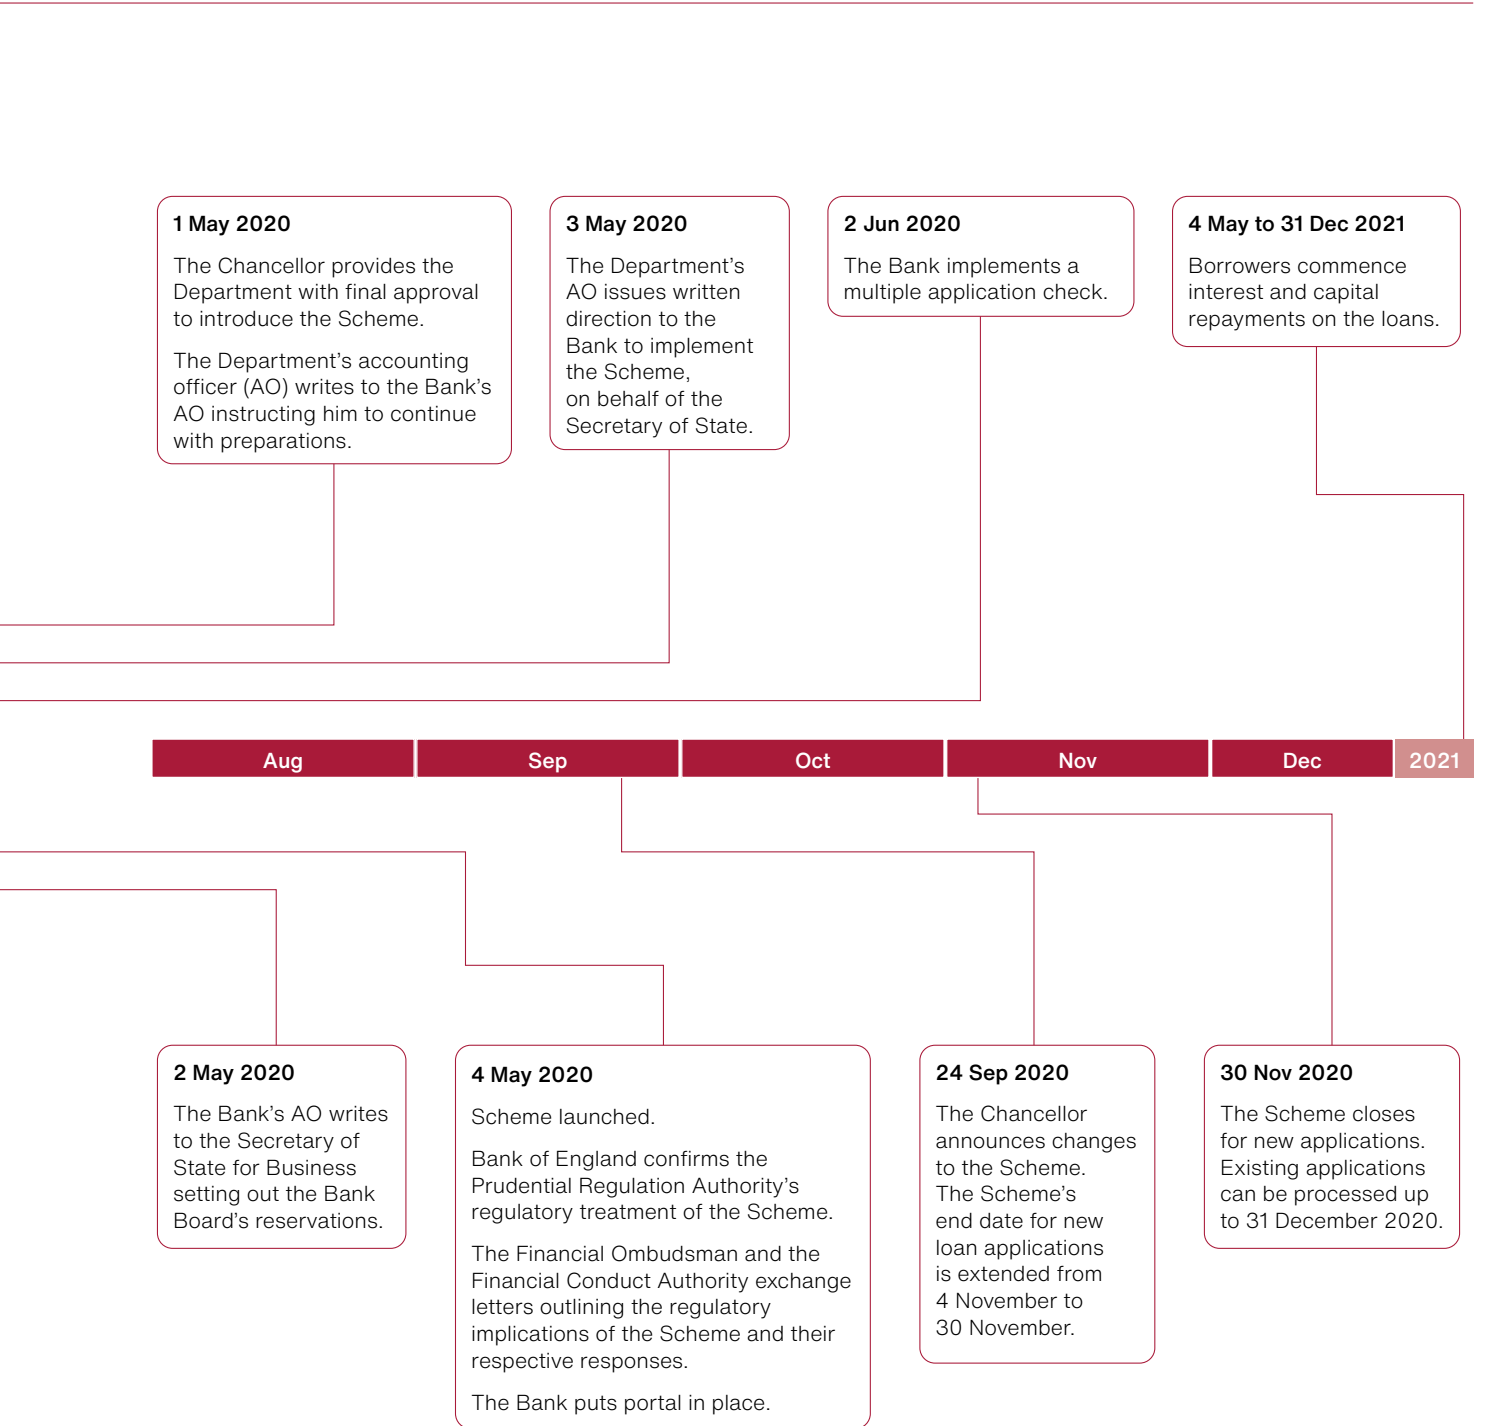 1 May 2020
The Chancellor provides the
Department with final approval
to introduce the Scheme.
The Department’s accounting
officer (AO) writes to the Bank’s
AO instructing him to continue
with preparations.
3 May 2020
The Department’s
AO issues written
direction to the
Bank to implement
the Scheme,
on behalf of the
Secretary of State.
2 Jun 2020
The Bank implements a
multiple application check.
4 May to 31 Dec 2021
Borrowers commence
interest and capital
repayments on the loans.
Aug
Sep
Oct
Nov
Dec
2021
2 May 2020
The Bank’s AO writes
to the Secretary of
State for Business
setting out the Bank
Board’s reservations.
4 May 2020
Scheme launched.
Bank of England confirms the
Prudential Regulation Authority’s
regulatory treatment of the Scheme.
The Financial Ombudsman and the
Financial Conduct Authority exchange
letters outlining the regulatory
implications of the Scheme and their
respective responses.
The Bank puts portal in place.
24 Sep 2020
The Chancellor
announces changes
to the Scheme.
The Scheme’s
end date for new
loan applications
is extended from
4 November to
30 November.
30 Nov 2020
The Scheme closes
for new applications.
Existing applications
can be processed up
to 31 December 2020.